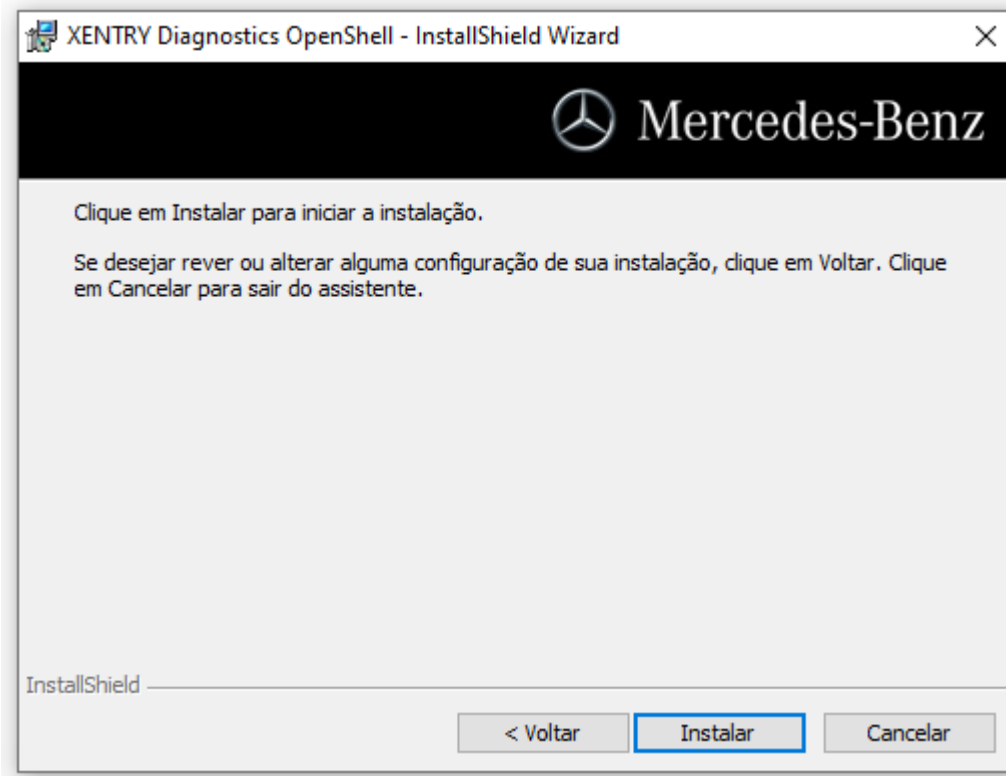 XENTRY Diagnostics OpenShell - InstallShield Wizard
Mercedes-Benz
Clique em Instalar para iniciar a instalação.
Se desejar rever ou alterar alguma configuração de sua instalação, clique em Voltar. Clique
em Cancelar para sair do assistente.
InstallShield
< Voltar
Instalar
Cancelar